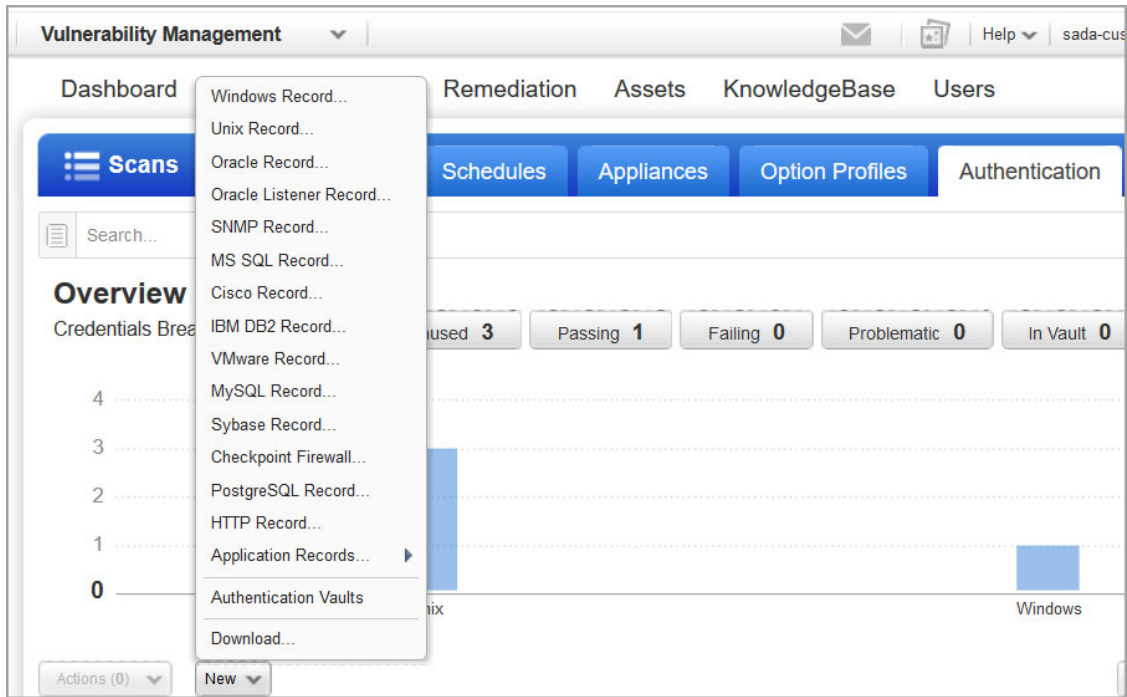 Vulnerability Management
Help
sada-cus
Dashboard
Remediation
Assets
KnowledgeBase
Users
Scans
Schedules
Appliances
Option Profiles
Authentication
Search...
Overview
Credentials Brea
used 3
Passing 1
Failing 0
Problematic 0
In Vault 0
4
3
2
1
0
nix
Windows
Windows Record...
Unix Record...
Oracle Record...
Oracle Listener Record...
SNMP Record...
MS SQL Record...
Cisco Record...
IBM DB2 Record...
VMware Record...
MySQL Record...
Sybase Record...
Checkpoint Firewall...
PostgreSQL Record...
HTTP Record...
Application Records...
Authentication Vaults
Download...
Actions (0)
New